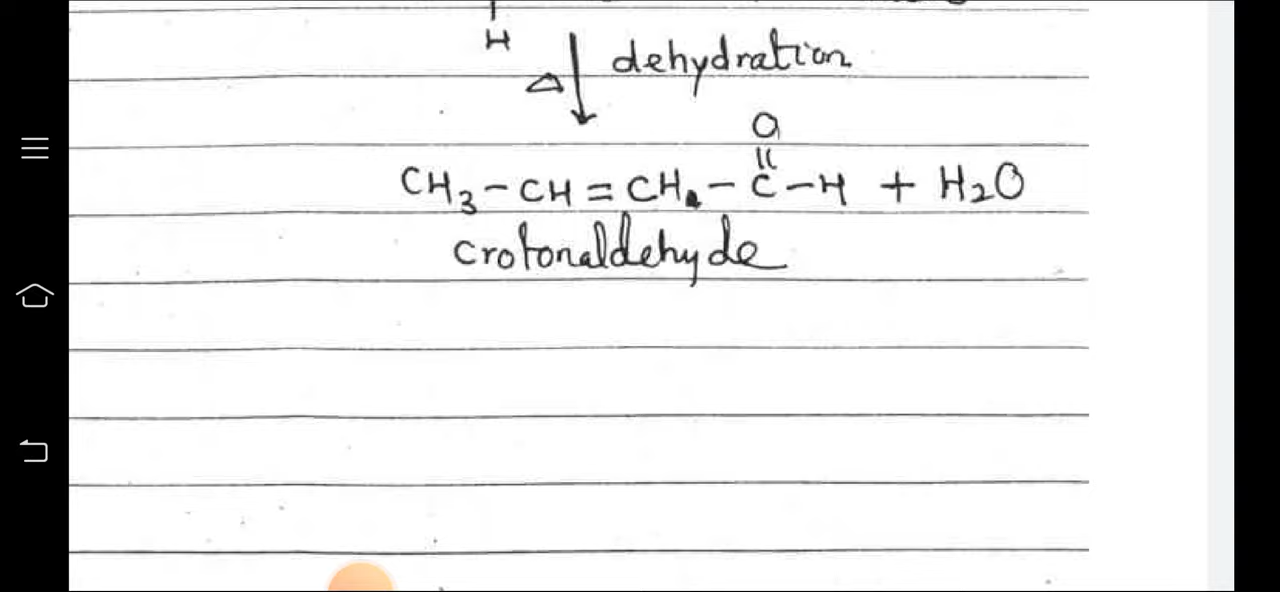 H
Δ dehydration
O
||
CH3-CH=CH-C-H + H2O
crotonaldehyde